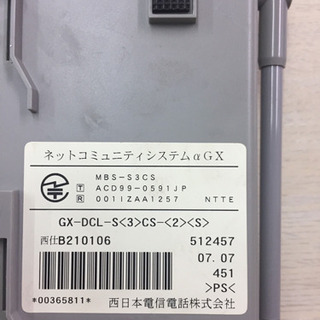 ネットコミュニティシステムαGX
MBS-S3CS
T ACD99-0591JP
R 001IZAA1257 NTTE
GX-DCL-S<3>CS-<2><S>
西仕B210106 512457
07.07
451
*00365811* >PS<
西日本電信電話株式会社